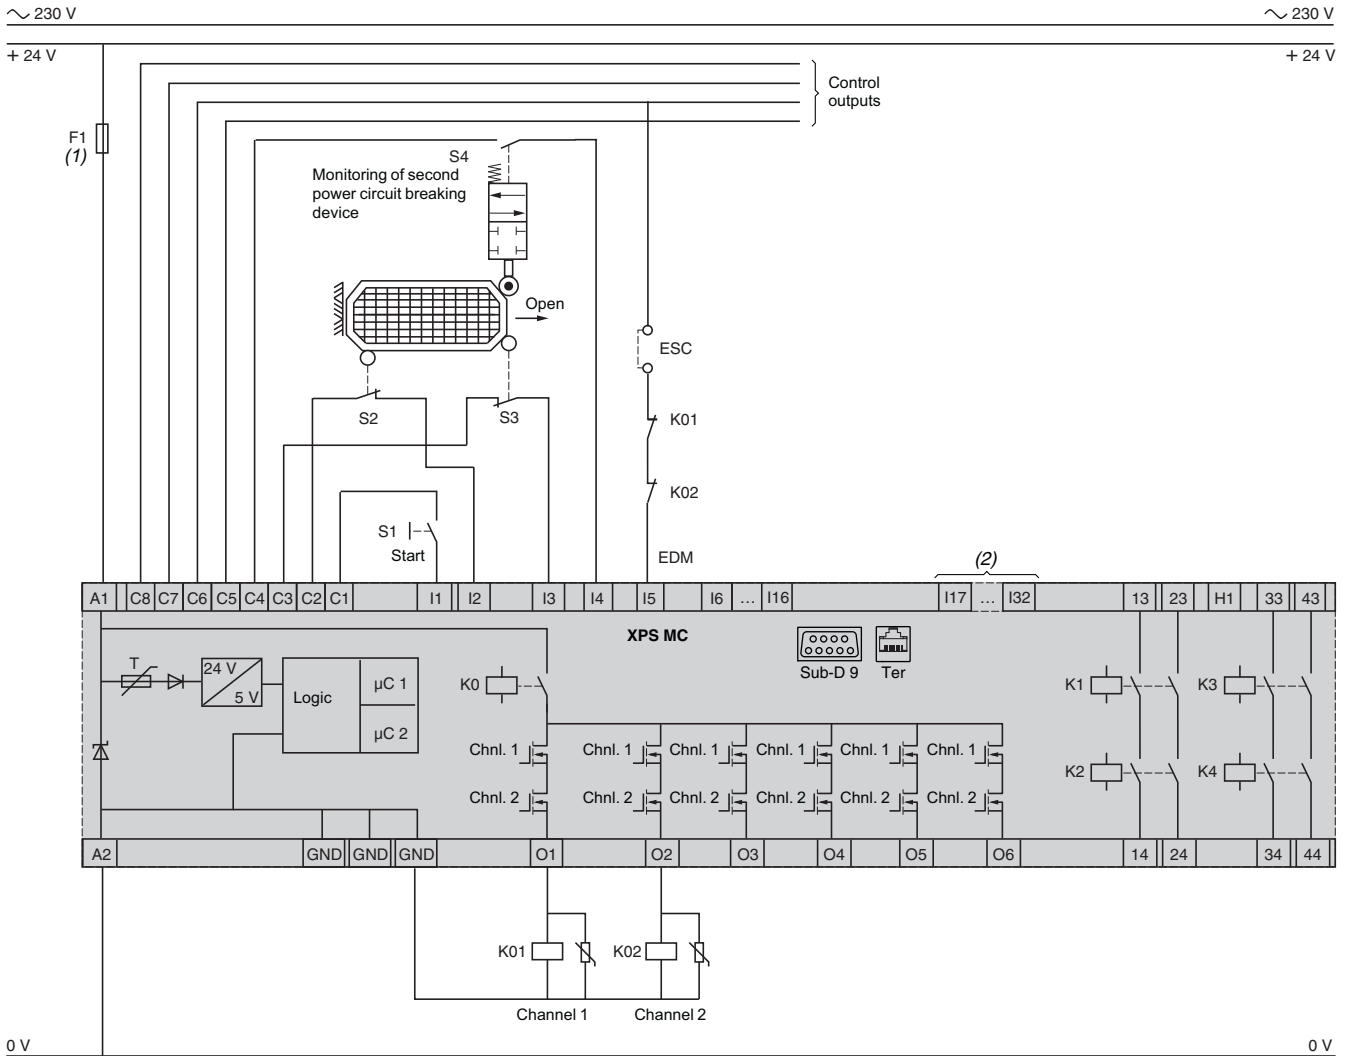 230 V 230 V
+ 24 V + 24 V
Control
outputs
F1
(1)
S4
Monitoring of second
power circuit breaking
device
Open
ESC
S2 S3
K01
K02
S1
Start
EDM
(2)
A1 C8 C7 C6 C5 C4 C3 C2 C1 I1 I2 I3 I4 I5 I6 ... I16 I17 ... I32 13 23 H1 33 43
XPS MC
Sub-D 9 Ter
T
24 V
5 V
Logic
µC 1
µC 2
K0
K1 K3
Chnl. 1 Chnl. 1 Chnl. 1 Chnl. 1 Chnl. 1 Chnl. 1
K2 K4
Chnl. 2 Chnl. 2 Chnl. 2 Chnl. 2 Chnl. 2 Chnl. 2
A2 GND GND GND O1 O2 O3 O4 O5 O6 14 24 34 44
K01 K02
Channel 1 Channel 2
0 V 0 V